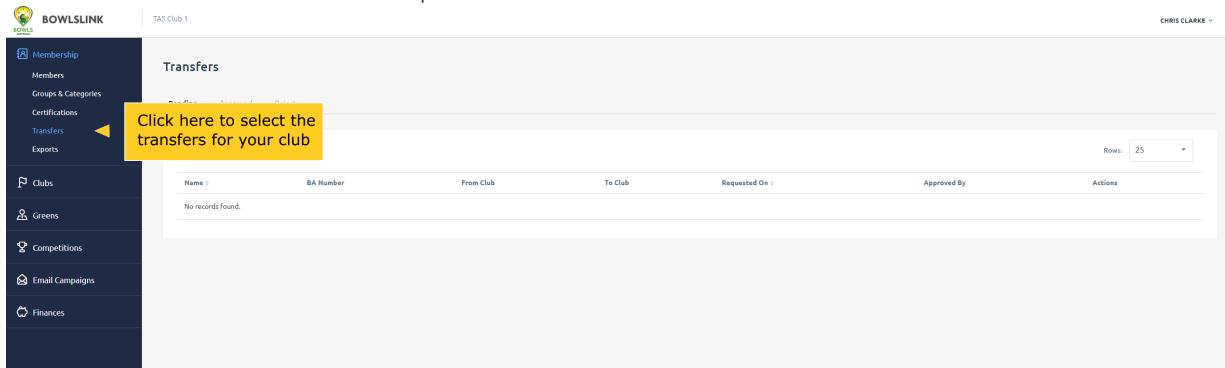 BOWLSLINK
BOWLS
TAS Club 1
CHRIS CLARKE
Membership
Members
Groups & Categories
Certifications
Transfers
Exports
Clubs
Greens
Competitions
Email Campaigns
Finances
Transfers
Click here to select the
transfers for your club
Rows: 25
Name BA Number From Club To Club Requested On Approved By Actions
No records found.